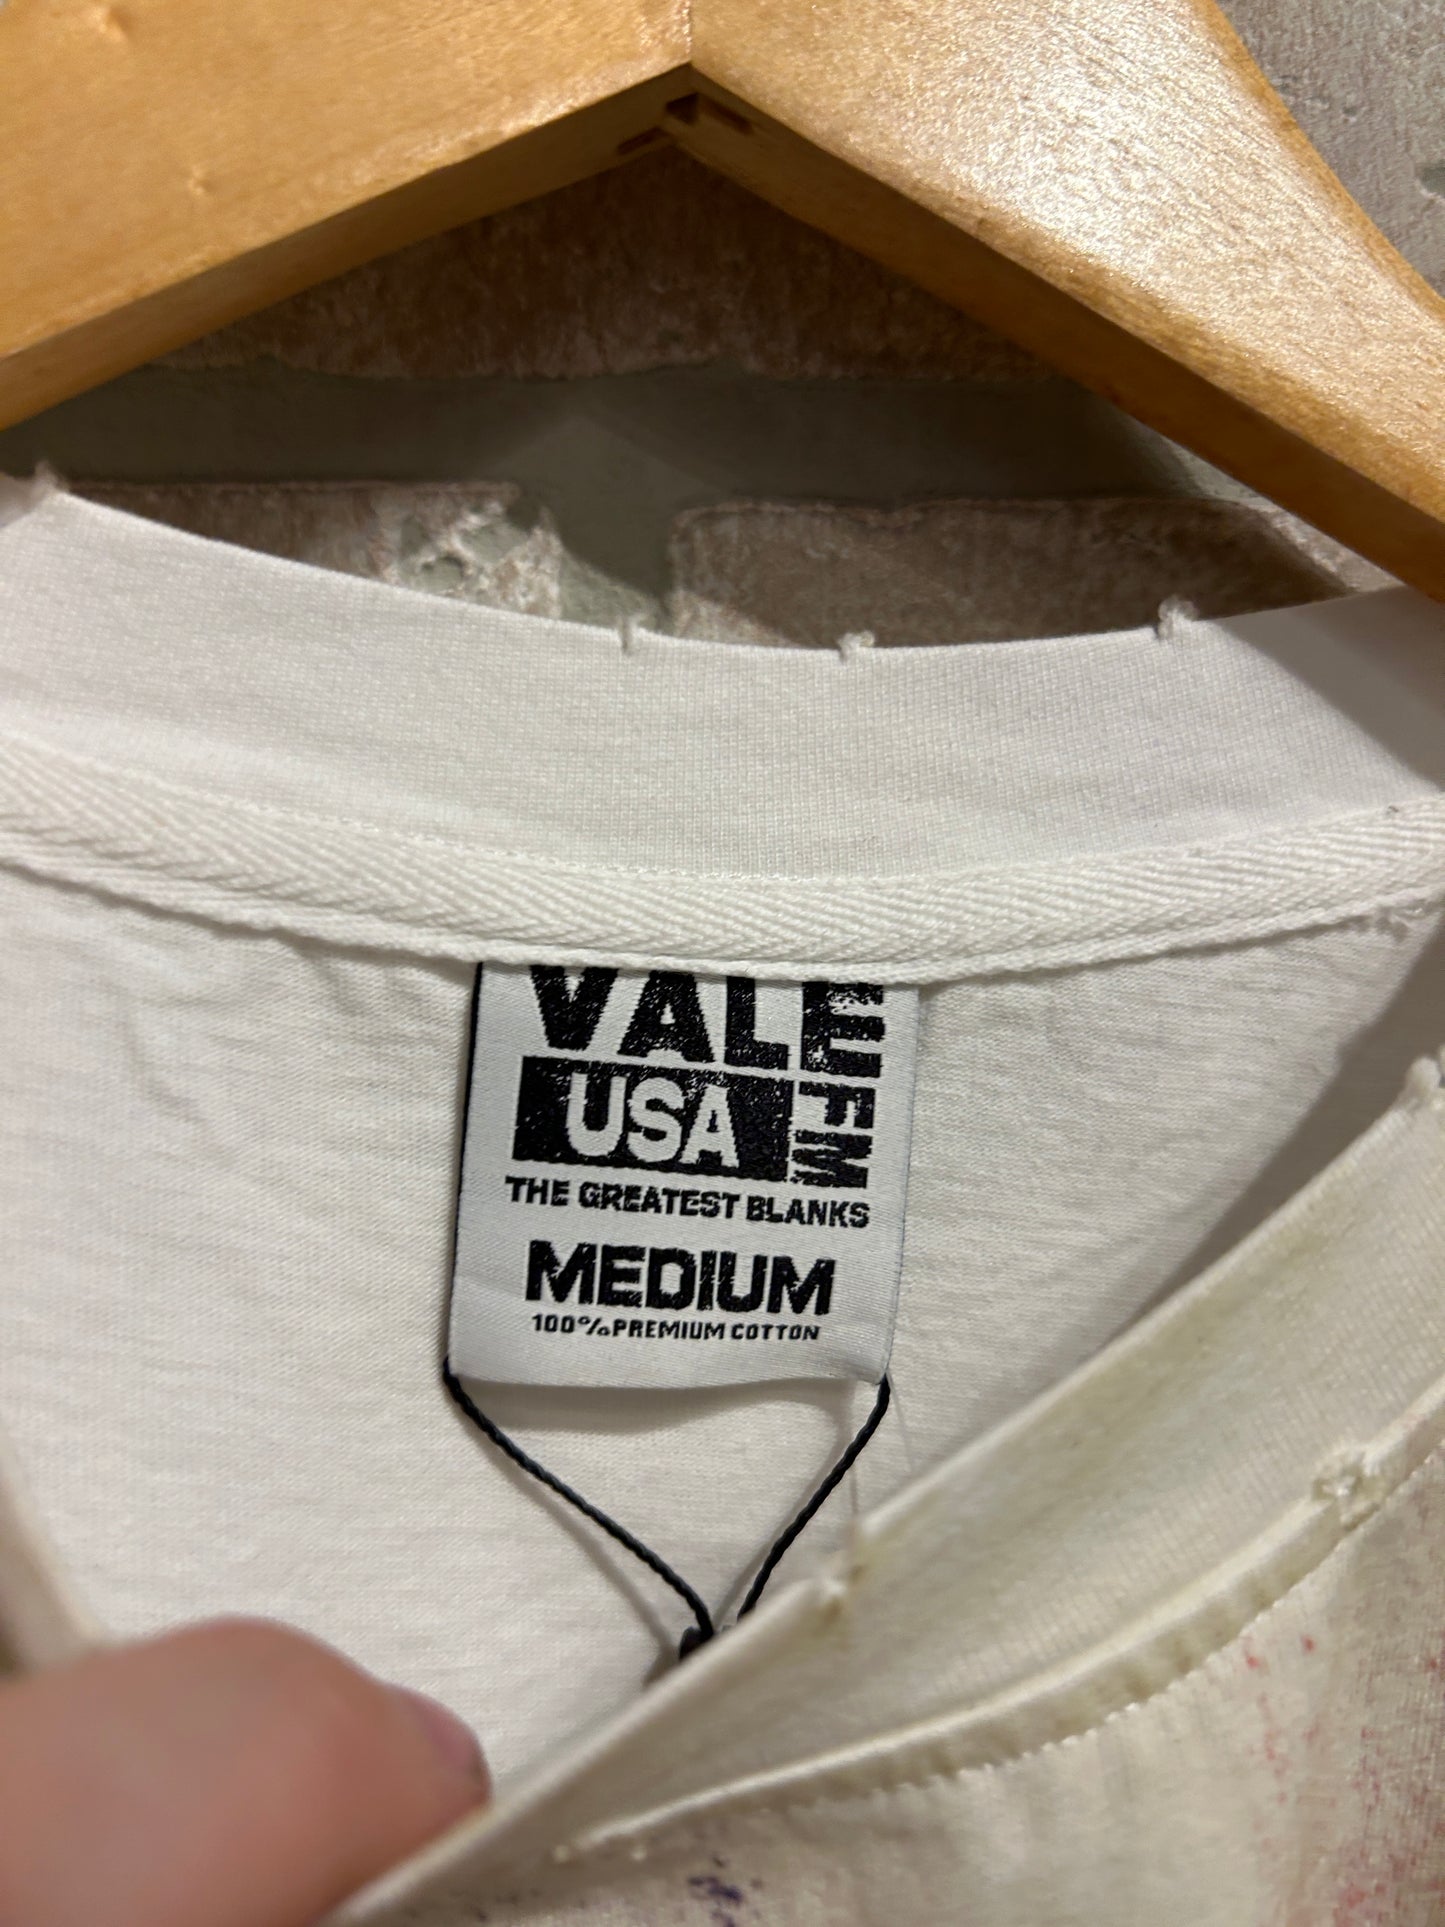 VALE
USA
FM
THE GREATEST BLANKS
MEDIUM
100% PREMIUM COTTON